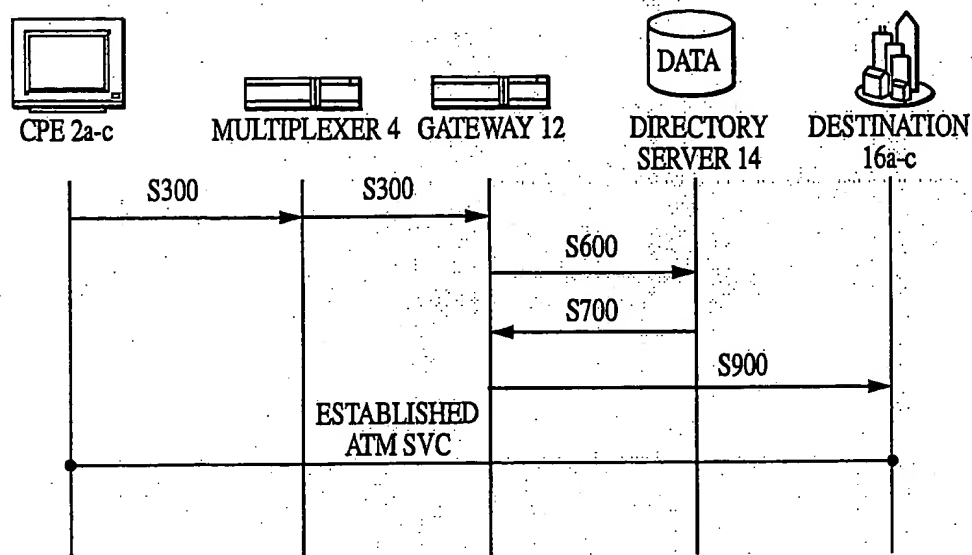 DATA
CPE 2a-c
MULTIPLEXER 4
GATEWAY 12
DIRECTORY
SERVER 14
DESTINATION
16a-c
S300
S300
S600
S700
S900
ESTABLISHED
ATM SVC